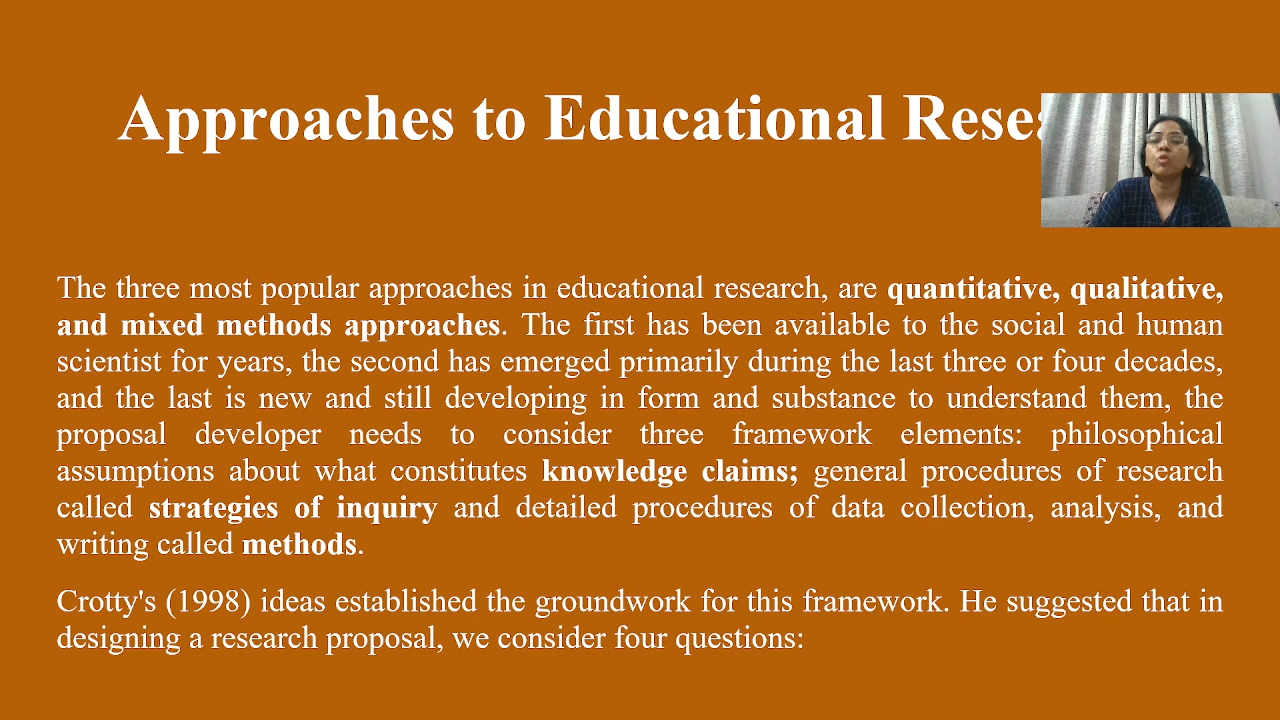 Approaches to Educational
The three most popular approaches in educational research, are quantitative, qualitative,
and mixed methods approaches. The first has been available to the social and human
scientist for years, the second has emerged primarily during the last three or four decades,
and the last is new and still developing in form and substance to understand them, the
proposal developer needs to consider three framework elements: philosophical
assumptions about what constitutes knowledge claims; general procedures of research
called strategies of inquiry and detailed procedures of data collection, analysis, and
writing called methods.
Crotty's (1998) ideas established the groundwork for this framework. He suggested that in
designing a research proposal, we consider four questions: